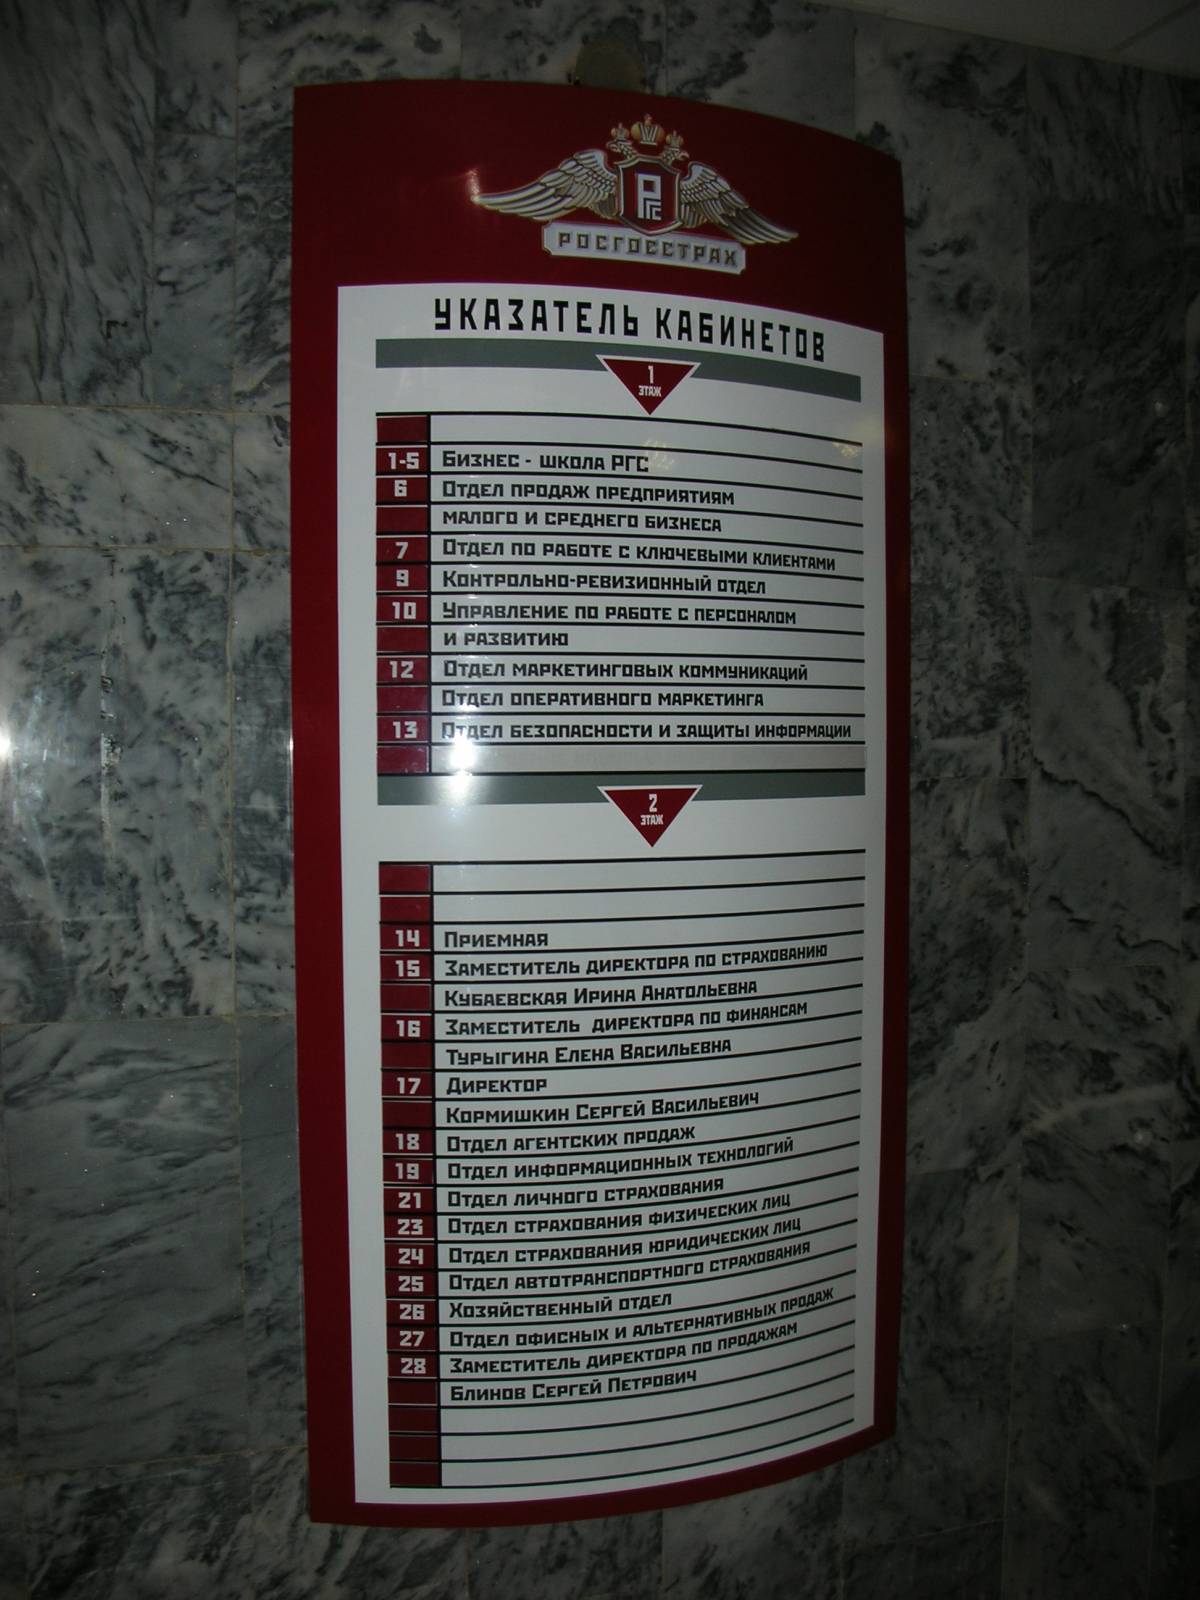 РГС
РОСГОССТРАХ
УКАЗАТЕЛЬ КАБИНЕТОВ
1
ЭТАЖ
1-5 БИЗНЕС - ШКОЛА РГС
6 ОТДЕЛ ПРОДАЖ ПРЕДПРИЯТИЯМ
МАЛОГО И СРЕДНЕГО БИЗНЕСА
7 ОТДЕЛ ПО РАБОТЕ С КЛЮЧЕВЫМИ КЛИЕНТАМИ
9 КОНТРОЛЬНО-РЕВИЗИОННЫЙ ОТДЕЛ
10 УПРАВЛЕНИЕ ПО РАБОТЕ С ПЕРСОНАЛОМ
И РАЗВИТИЮ
12 ОТДЕЛ МАРКЕТИНГОВЫХ КОММУНИКАЦИЙ
ОТДЕЛ ОПЕРАТИВНОГО МАРКЕТИНГА
13 ОТДЕЛ БЕЗОПАСНОСТИ И ЗАЩИТЫ ИНФОРМАЦИИ
2
ЭТАЖ
14 ПРИЕМНАЯ
15 ЗАМЕСТИТЕЛЬ ДИРЕКТОРА ПО СТРАХОВАНИЮ
КУБАЕВСКАЯ ИРИНА АНАТОЛЬЕВНА
16 ЗАМЕСТИТЕЛЬ ДИРЕКТОРА ПО ФИНАНСАМ
ТУРЫГИНА ЕЛЕНА ВАСИЛЬЕВНА
17 ДИРЕКТОР
КОРМИШКИН СЕРГЕЙ ВАСИЛЬЕВИЧ
18 ОТДЕЛ АГЕНТСКИХ ПРОДАЖ
19 ОТДЕЛ ИНФОРМАЦИОННЫХ ТЕХНОЛОГИЙ
21 ОТДЕЛ ЛИЧНОГО СТРАХОВАНИЯ
23 ОТДЕЛ СТРАХОВАНИЯ ФИЗИЧЕСКИХ ЛИЦ
24 ОТДЕЛ СТРАХОВАНИЯ ЮРИДИЧЕСКИХ ЛИЦ
25 ОТДЕЛ АВТОТРАНСПОРТНОГО СТРАХОВАНИЯ
26 ХОЗЯЙСТВЕННЫЙ ОТДЕЛ
27 ОТДЕЛ ОФИСНЫХ И АЛЬТЕРНАТИВНЫХ ПРОДАЖ
28 ЗАМЕСТИТЕЛЬ ДИРЕКТОРА ПО ПРОДАЖАМ
БЛИНОВ СЕРГЕЙ ПЕТРОВИЧ